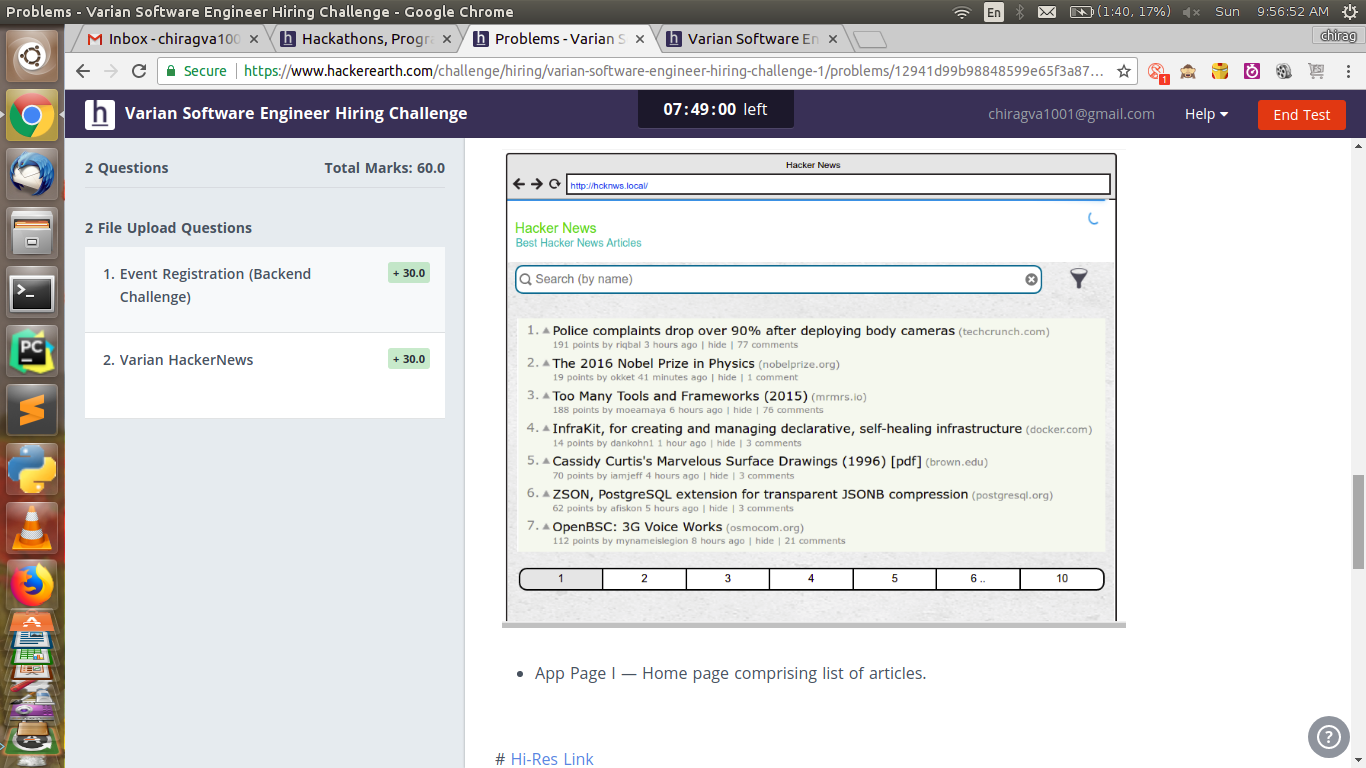 Problems - Varian Software Engineer Hiring Challenge - Google Chrome
En
(1:40, 17%)
Sun
9:56:52 AM
Inbox - chiragva100
Hackathons, Progra
Problems - Varian S
Varian Software En
chirag
Secure
https://www.hackerearth.com/challenge/hiring/varian-software-engineer-hiring-challenge-1/problems/12941d99b98848599e65f3a87...
1
h
Varian Software Engineer Hiring Challenge
07:49:00 left
chiragva1001@gmail.com
Help
End Test
2 Questions
Total Marks: 60.0
2 File Upload Questions
1. Event Registration (Backend
Challenge)
+ 30.0
2. Varian HackerNews
+ 30.0
Hacker News
http://hcknws.local/
Hacker News
Best Hacker News Articles
Search (by name)
1. Police complaints drop over 90% after deploying body cameras (techcrunch.com)
191 points by riqbal 3 hours ago | hide | 77 comments
2. The 2016 Nobel Prize in Physics (nobelprize.org)
19 points by okket 41 minutes ago | hide | 1 comment
3. Too Many Tools and Frameworks (2015) (mrmrs.io)
188 points by moeamaya 6 hours ago | hide | 76 comments
4. InfraKit, for creating and managing declarative, self-healing infrastructure (docker.com)
14 points by dankohn1 1 hour ago | hide | 3 comments
5. Cassidy Curtis's Marvelous Surface Drawings (1996) [pdf] (brown.edu)
70 points by iamjeff 4 hours ago | hide | 3 comments
6. ZSON, PostgreSQL extension for transparent JSONB compression (postgresql.org)
62 points by afiskon 5 hours ago | hide | 3 comments
7. OpenBSC: 3G Voice Works (osmocom.org)
112 points by mynameislegion 8 hours ago | hide | 21 comments
1 2 3 4 5 6 .. 10
• App Page I — Home page comprising list of articles.
# Hi-Res Link
PC
>_
?